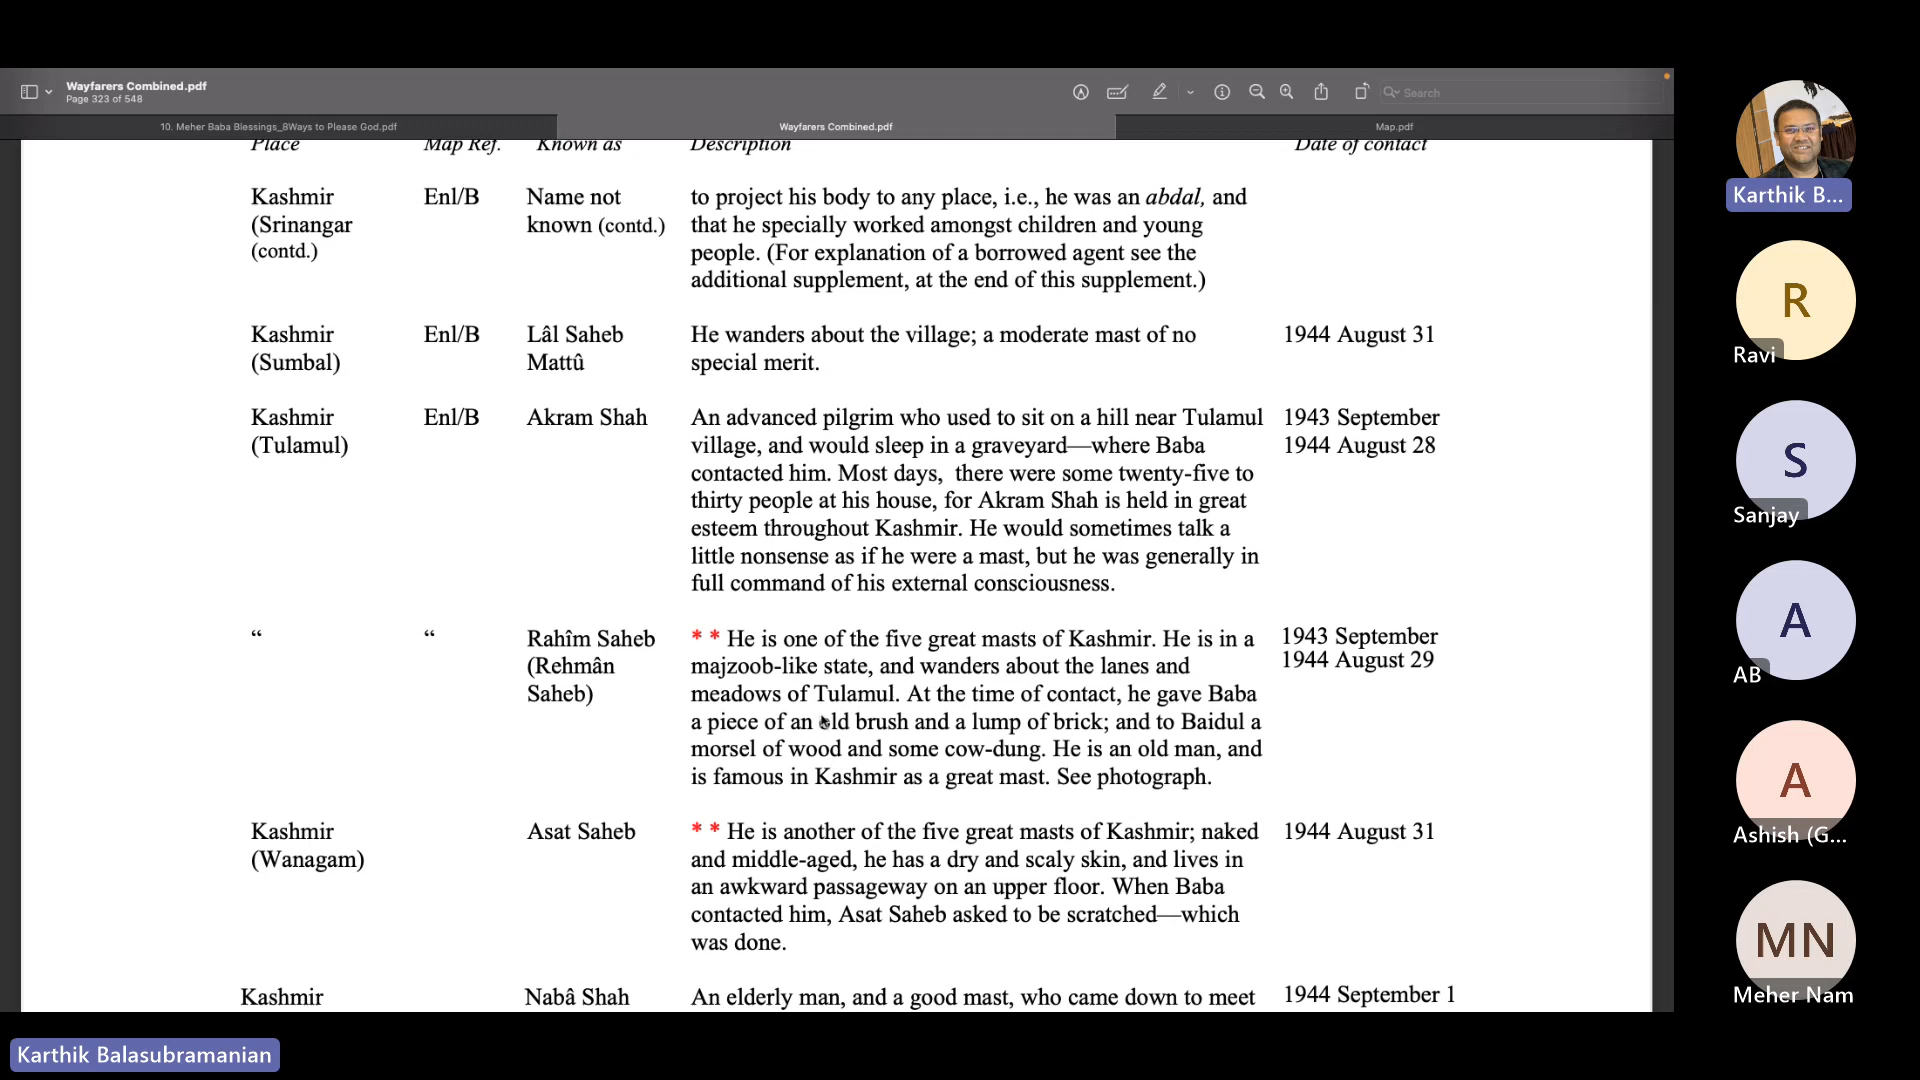 Wayfarers Combined.pdf
Page 323 of 548
Search
10. Meher Baba Blessings_8Ways to Please God.pdf
Wayfarers Combined.pdf
Map.pdf
Place Map Ref. Known as Description Date of contact
Kashmir Enl/B Name not to project his body to any place, i.e., he was an abdal, and
(Srinangar known (contd.) that he specially worked amongst children and young
(contd.) people. (For explanation of a borrowed agent see the
additional supplement, at the end of this supplement.)
Kashmir Enl/B Lâl Saheb He wanders about the village; a moderate mast of no 1944 August 31
(Sumbal) Mattû special merit.
Kashmir Enl/B Akram Shah An advanced pilgrim who used to sit on a hill near Tulamul 1943 September
(Tulamul) village, and would sleep in a graveyard—where Baba 1944 August 28
contacted him. Most days, there were some twenty-five to
thirty people at his house, for Akram Shah is held in great
esteem throughout Kashmir. He would sometimes talk a
little nonsense as if he were a mast, but he was generally in
full command of his external consciousness.
“ “ Rahîm Saheb * * He is one of the five great masts of Kashmir. He is in a 1943 September
(Rehmân majzoob-like state, and wanders about the lanes and 1944 August 29
Saheb) meadows of Tulamul. At the time of contact, he gave Baba
a piece of an old brush and a lump of brick; and to Baidul a
morsel of wood and some cow-dung. He is an old man, and
is famous in Kashmir as a great mast. See photograph.
Kashmir Asat Saheb * * He is another of the five great masts of Kashmir; naked 1944 August 31
(Wanagam) and middle-aged, he has a dry and scaly skin, and lives in
an awkward passageway on an upper floor. When Baba
contacted him, Asat Saheb asked to be scratched—which
was done.
Kashmir Nabâ Shah An elderly man, and a good mast, who came down to meet 1944 September 1
Karthik B...
R
Ravi
S
Sanjay
A
AB
A
Ashish (G...
MN
Meher Nam
Karthik Balasubramanian